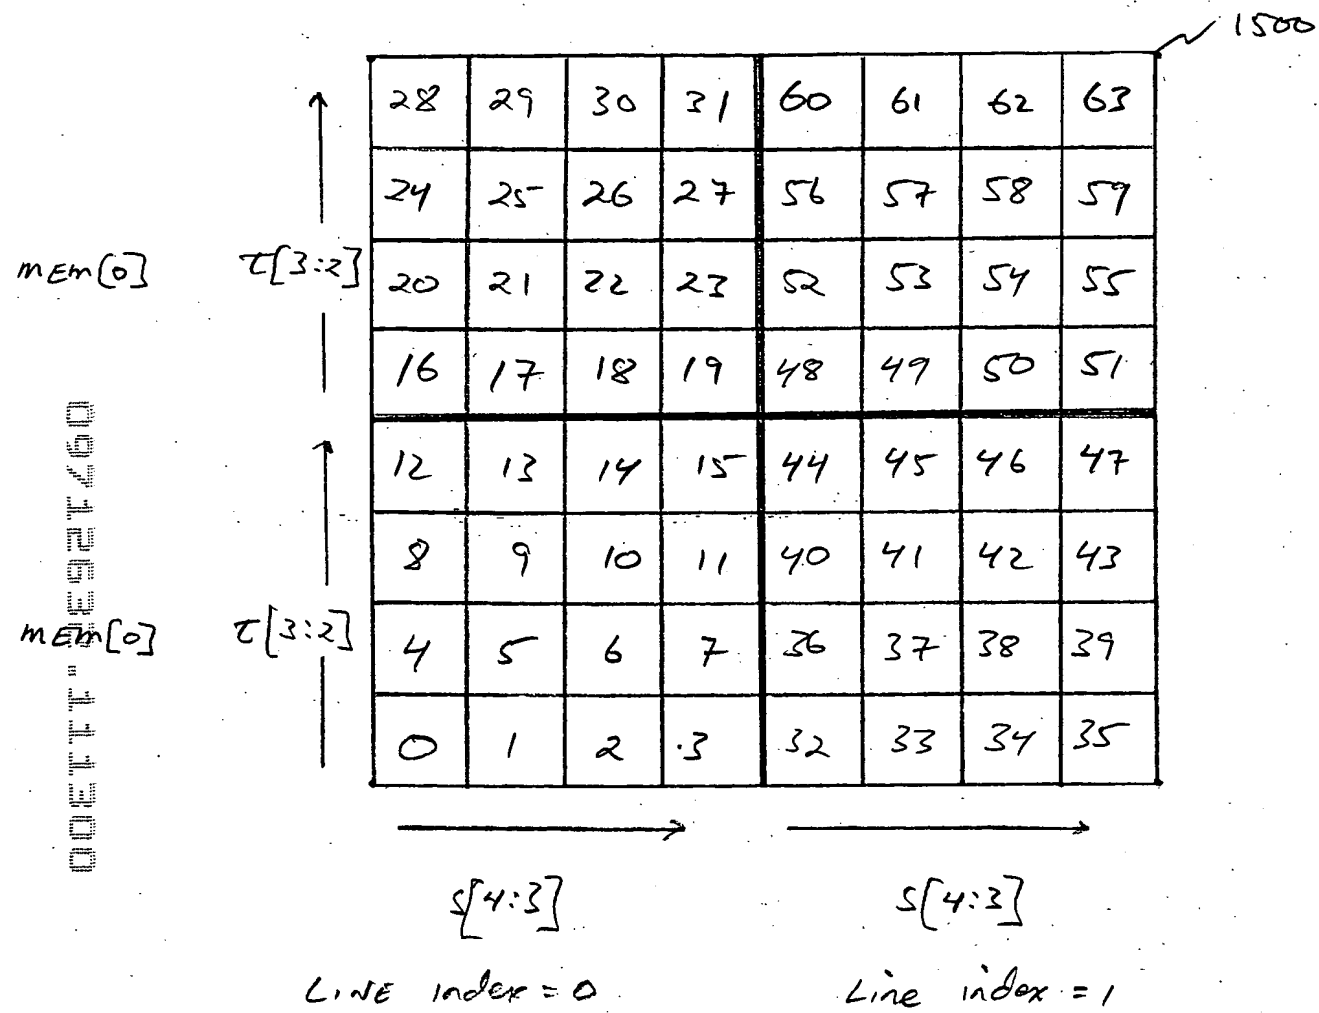 1500
28 29 30 31 60 61 62 63
24 25 26 27 56 57 58 59
mEm[0] τ[3:2] 20 21 22 23 52 53 54 55
16 17 18 19 48 49 50 51
12 13 14 15 44 45 46 47
8 9 10 11 40 41 42 43
mEm[0] τ[3:2] 4 5 6 7 36 37 38 39
0 1 2 3 32 33 34 35
S[4:3] S[4:3]
LINE index = 0 Line index = 1